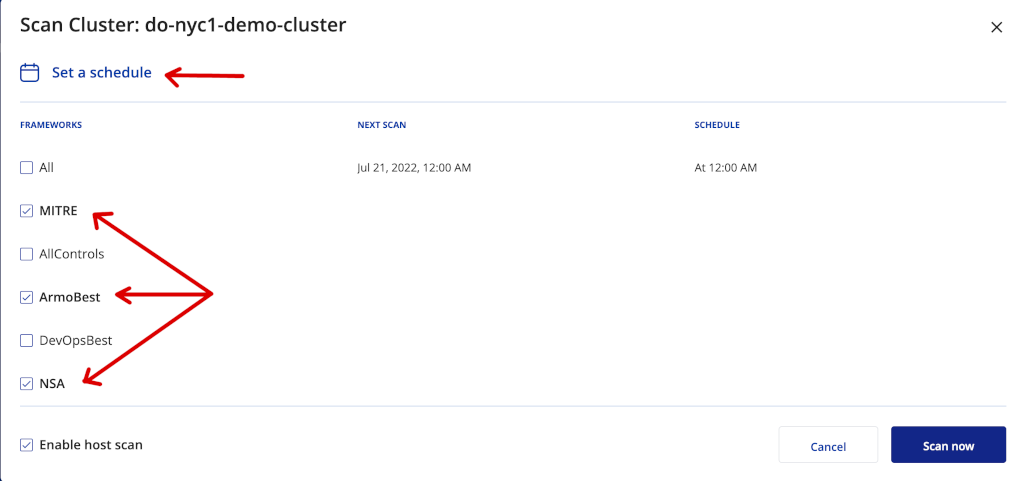 Scan Cluster: do-nyc1-demo-cluster
Set a schedule
FRAMEWORKS NEXT SCAN SCHEDULE
All Jul 21, 2022, 12:00 AM At 12:00 AM
MITRE
AllControls
ArmoBest
DevOpsBest
NSA
Enable host scan Cancel Scan now